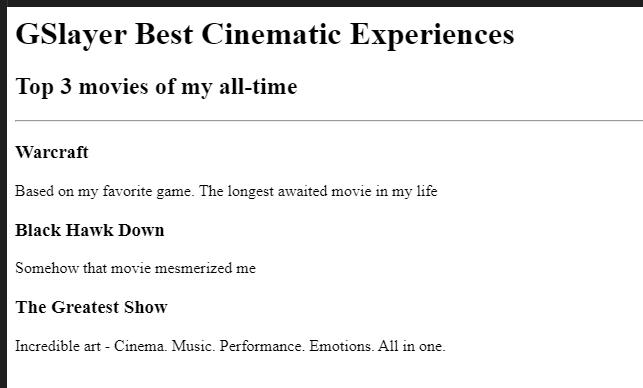 GSlayer Best Cinematic Experiences
Top 3 movies of my all-time
Warcraft
Based on my favorite game. The longest awaited movie in my life
Black Hawk Down
Somehow that movie mesmerized me
The Greatest Show
Incredible art - Cinema. Music. Performance. Emotions. All in one.